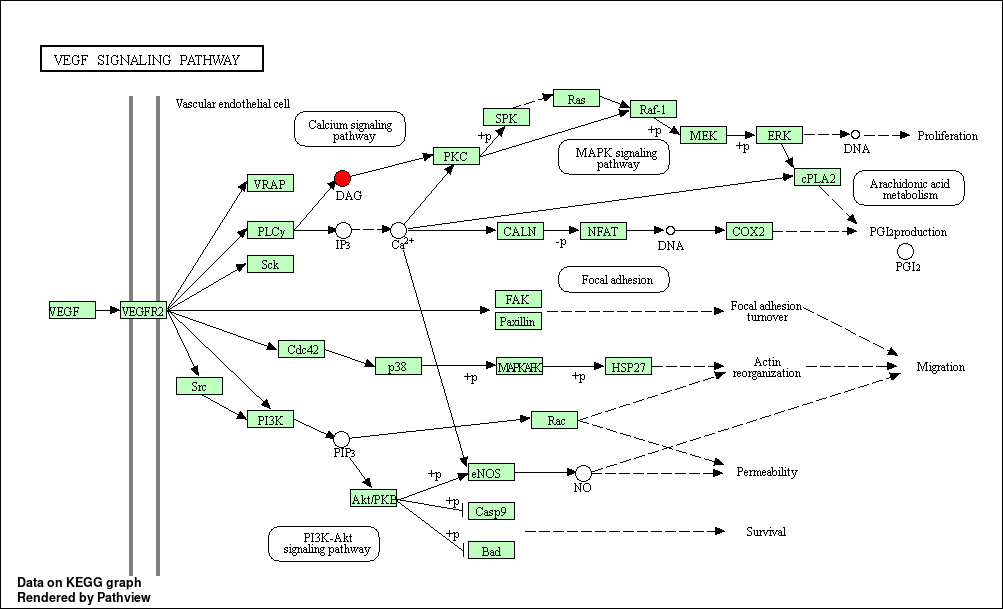 VEGF SIGNALING PATHWAY
Vascular endothelial cell
Calcium signaling
pathway
SPK
Ras
Raf-1
+p
+p
MEK
+p
ERK
DNA
Proliferation
PKC
MAPK signaling
pathway
VRAP
DAG
cPLA2
Arachidonic acid
metabolism
PLCγ
IP3
Ca2+
CALN
-p
NFAT
DNA
COX2
PGI2production
PGI2
Sck
Focal adhesion
VEGF
VEGFR2
FAK
Paxillin
Focal adhesion
turnover
Cdc42
p38
+p
MAPKAPK
+p
HSP27
Actin
reorganization
Migration
Src
PI3K
PIP3
Rac
+p
eNOS
NO
Permeability
Akt/PKB
+p
Casp9
+p
Bad
Survival
PI3K-Akt
signaling pathway
Data on KEGG graph
Rendered by Pathview